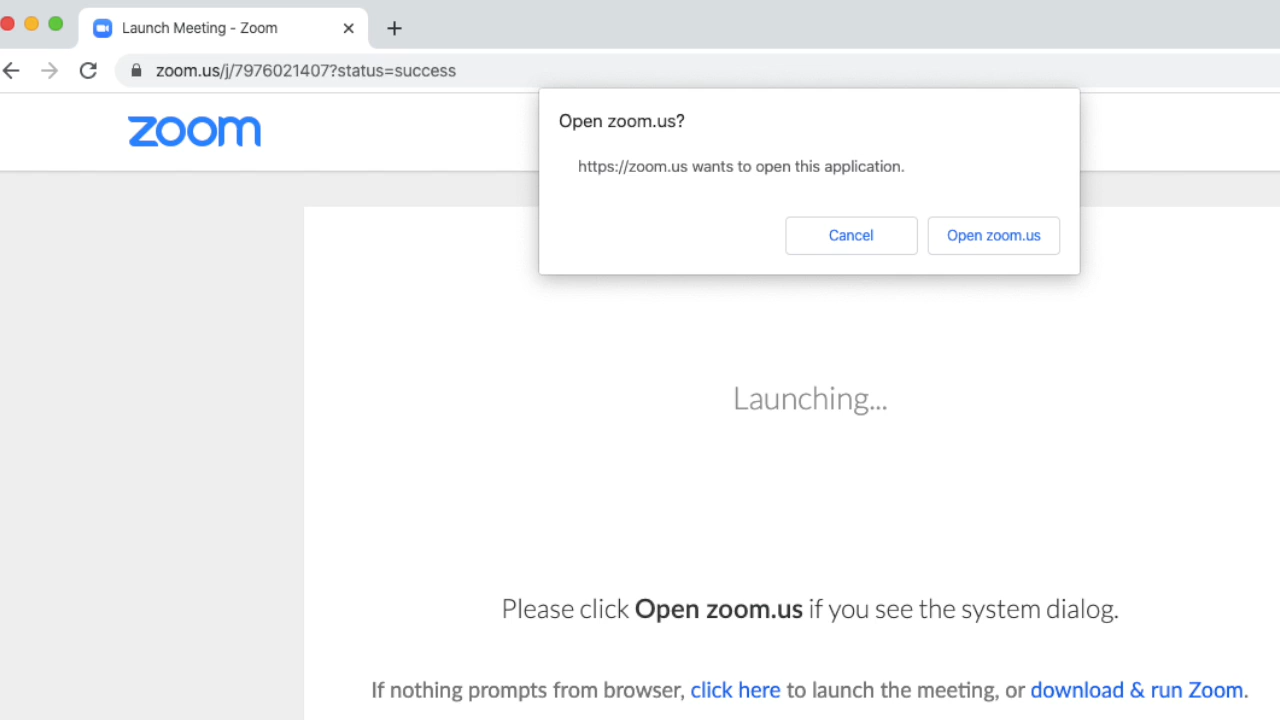 Launch Meeting - Zoom
zoom.us/j/7976021407?status=success
zoom
Open zoom.us?
https://zoom.us wants to open this application.
Cancel Open zoom.us
Launching...
Please click Open zoom.us if you see the system dialog.
If nothing prompts from browser, click here to launch the meeting, or download & run Zoom.